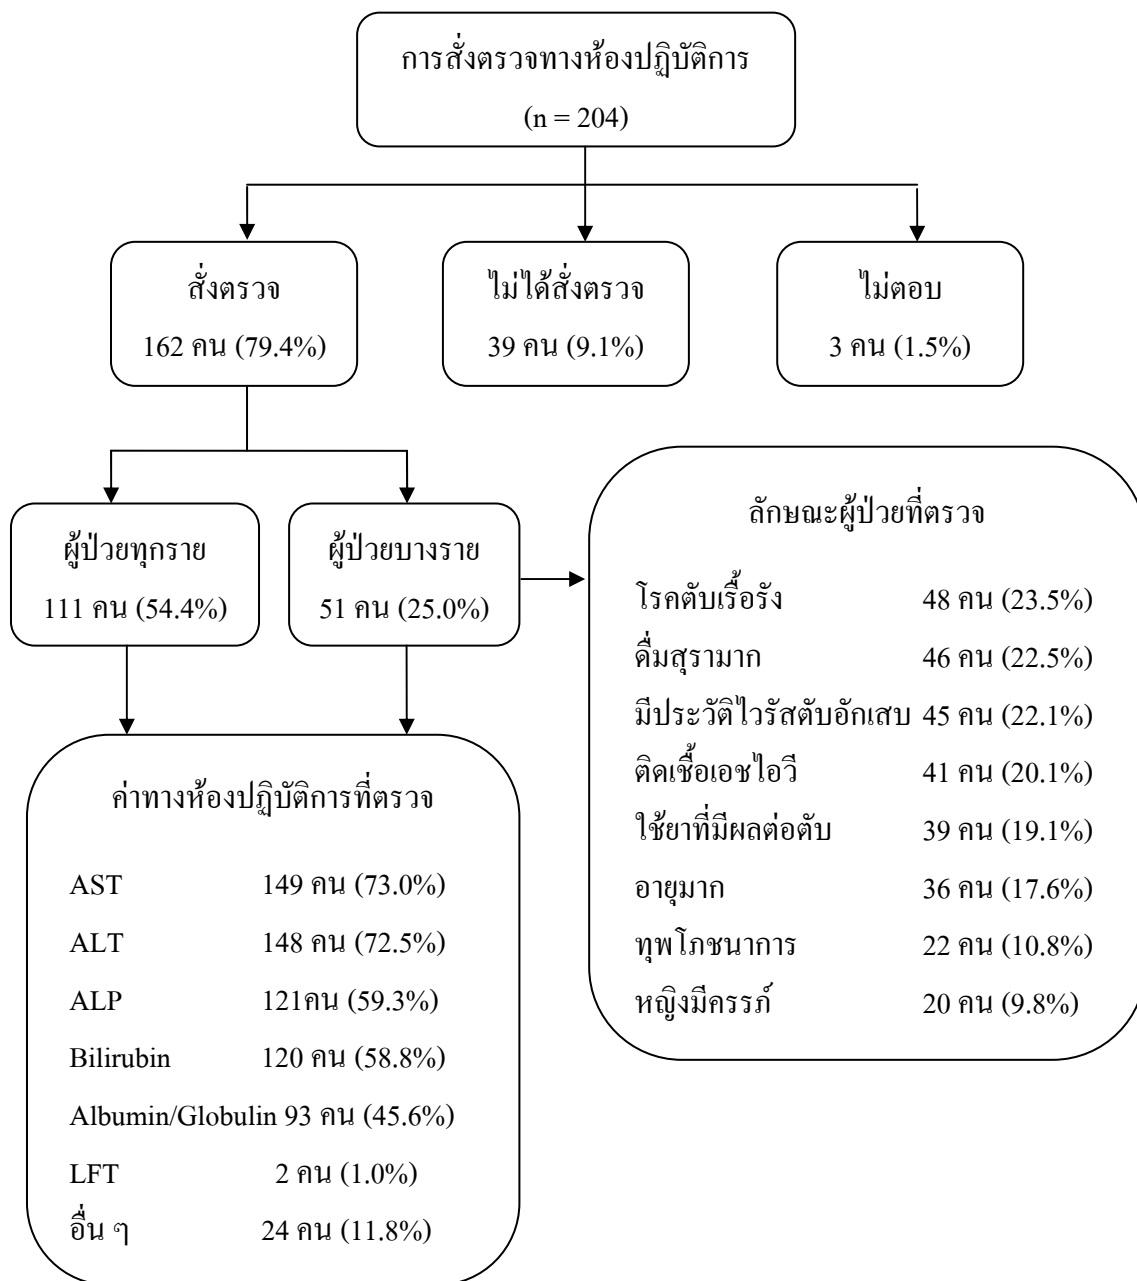 การสั่งตรวจทางห้องปฏิบัติการ
(n = 204)
สั่งตรวจ
162 คน (79.4%)
ไม่ได้สั่งตรวจ
39 คน (9.1%)
ไม่ตอบ
3 คน (1.5%)
ผู้ป่วยทุกราย
111 คน (54.4%)
ผู้ป่วยบางราย
51 คน (25.0%)
ลักษณะผู้ป่วยที่ตรวจ
โรคตับเรื้อรัง 48 คน (23.5%)
ดื่มสุรามาก 46 คน (22.5%)
มีประวัติไวรัสตับอักเสบ 45 คน (22.1%)
ติดเชื้อเอชไอวี 41 คน (20.1%)
ใช้ยาที่มีผลต่อตับ 39 คน (19.1%)
อายุมาก 36 คน (17.6%)
ทุพโภชนาการ 22 คน (10.8%)
หญิงมีครรภ์ 20 คน (9.8%)
ค่าทางห้องปฏิบัติการที่ตรวจ
AST 149 คน (73.0%)
ALT 148 คน (72.5%)
ALP 121คน (59.3%)
Bilirubin 120 คน (58.8%)
Albumin/Globulin 93 คน (45.6%)
LFT 2 คน (1.0%)
อื่น ๆ 24 คน (11.8%)